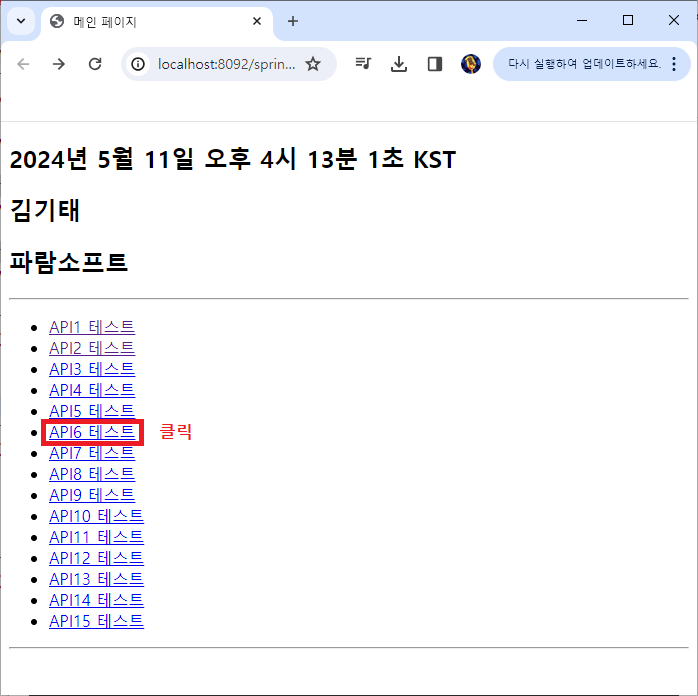 메인 페이지
localhost:8092/sprin...
다시 실행하여 업데이트하세요.
2024년 5월 11일 오후 4시 13분 1초 KST
김기태
파람소프트
API1 테스트
API2 테스트
API3 테스트
API4 테스트
API5 테스트
API6 테스트 클릭
API7 테스트
API8 테스트
API9 테스트
API10 테스트
API11 테스트
API12 테스트
API13 테스트
API14 테스트
API15 테스트